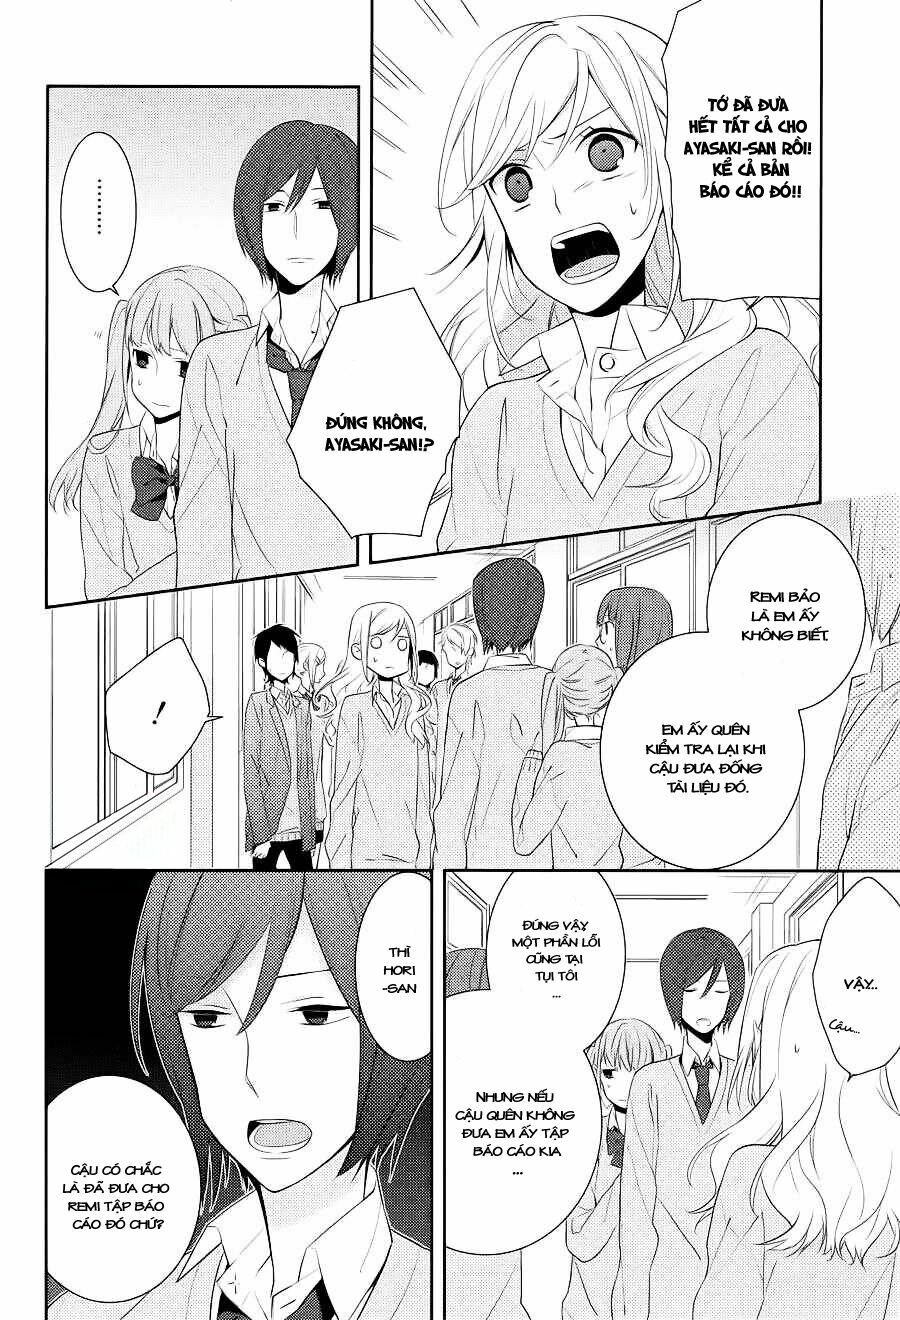 TỚ ĐÃ ĐƯA
HẾT TẤT CẢ CHO
AYASAKI-SAN RỒI!
KỂ CẢ BẢN
BÁO CÁO ĐÓ!!
ĐÚNG KHÔNG,
AYASAKI-SAN!?
.........
REMI BẢO
LÀ EM ẤY
KHÔNG BIẾT.
EM ẤY QUÊN
KIỂM TRA LẠI KHI
CẬU ĐƯA ĐỐNG
TÀI LIỆU ĐÓ.
!
VẬY...
CẬU...
ĐÚNG VẬY,
MỘT PHẦN LỖI
CŨNG TẠI
TỤI TÔI
...
NHƯNG NẾU
CẬU QUÊN KHÔNG
ĐƯA EM ẤY TẬP
BÁO CÁO KIA
...
THÌ
HORI
-SAN
CẬU CÓ CHẮC
LÀ ĐÃ ĐƯA CHO
REMI TẬP BÁO
CÁO ĐÓ CHỨ?